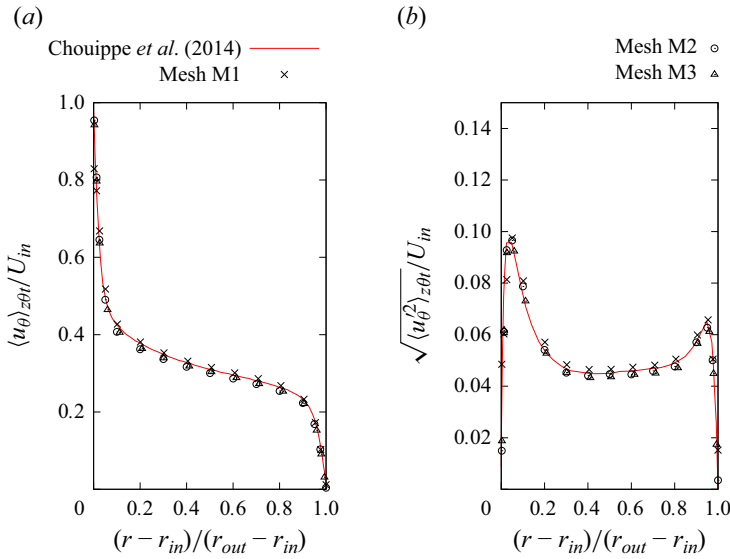 (a)
(b)
Chouippe et al. (2014)
Mesh M1
Mesh M2
Mesh M3
1.0
0.8
0.6
0.4
0.2
0
0.2
0.4
0.6
0.8
1.0
⟨u_θ⟩_{zθt}/U_{in}
(r − r_{in})/(r_{out} − r_{in})
0.14
0.12
0.10
0.08
0.06
0.04
0.02
0
0.2
0.4
0.6
0.8
1.0
√⟨u_θ′²⟩_{zθt}/U_{in}
(r − r_{in})/(r_{out} − r_{in})